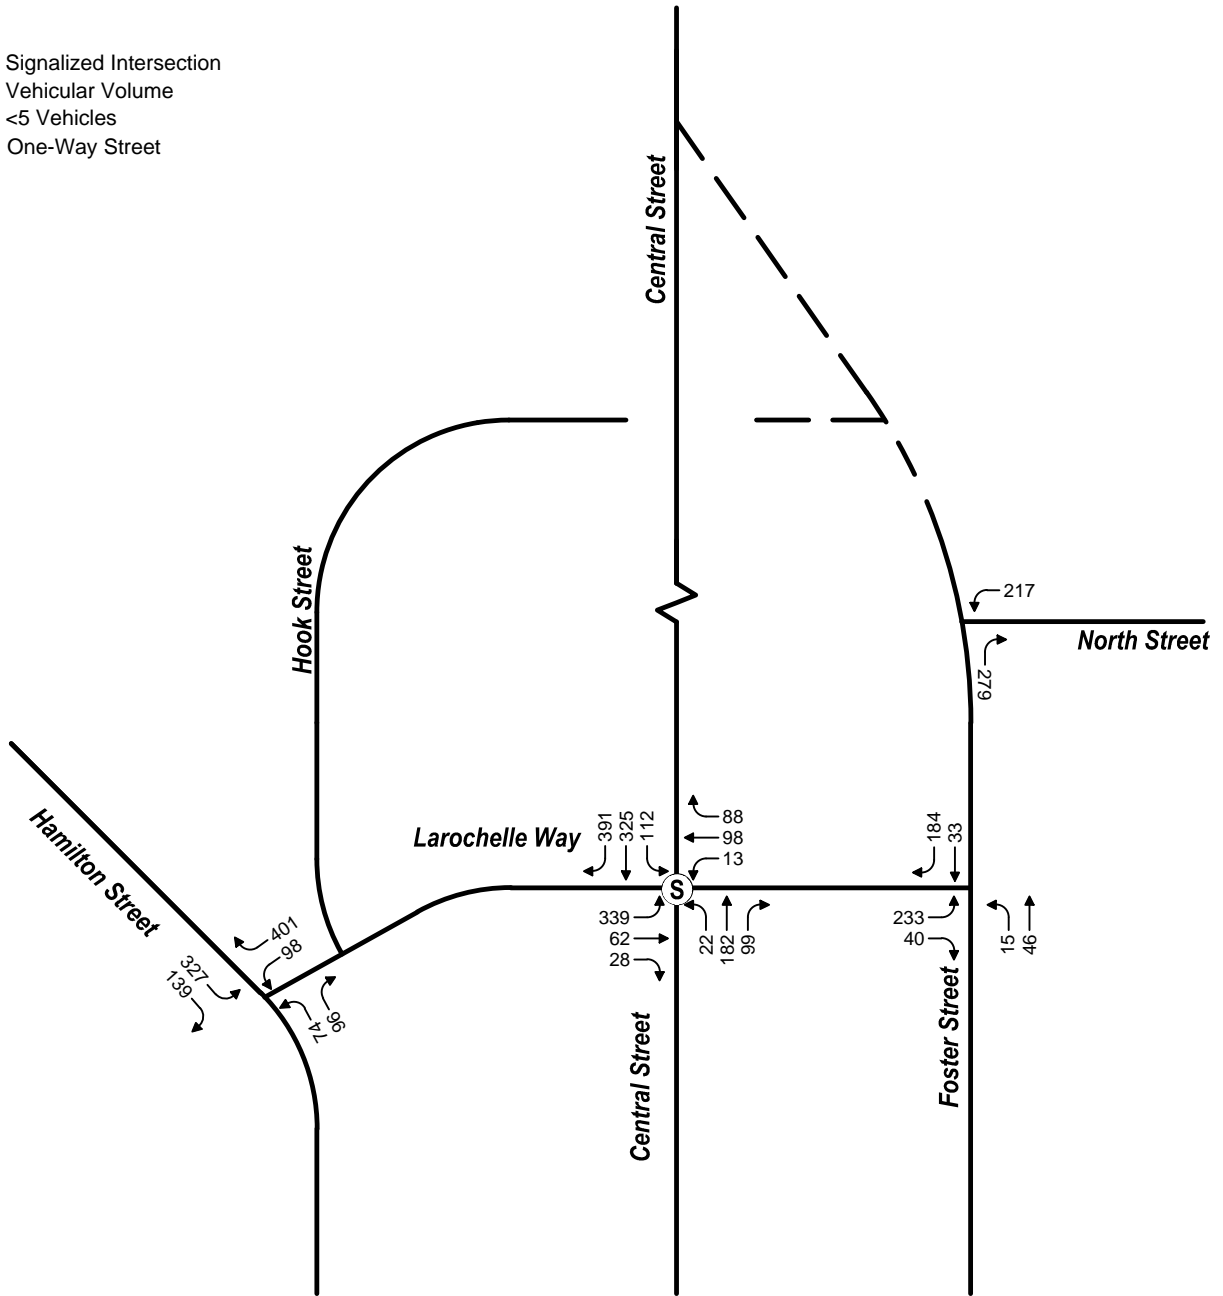 Signalized Intersection
Vehicular Volume
<5 Vehicles
One-Way Street
Central Street
Hook Street
217
North Street
279
Larochelle Way
391
325
112
88
98
13
184
33
S
339
62
28
22
182
99
233
40
15
46
Hamilton Street
401
98
327
139
96
74
Central Street
Foster Street